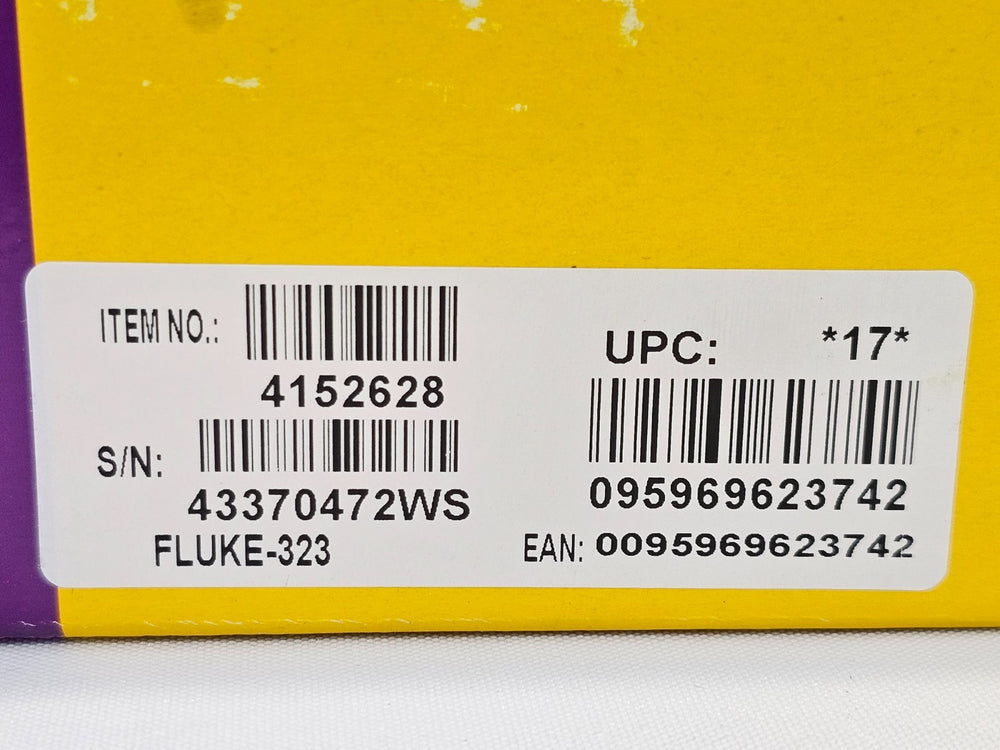 ITEM NO.:
4152628
S/N:
43370472WS
FLUKE-323
UPC: *17*
095969623742
EAN: 0095969623742